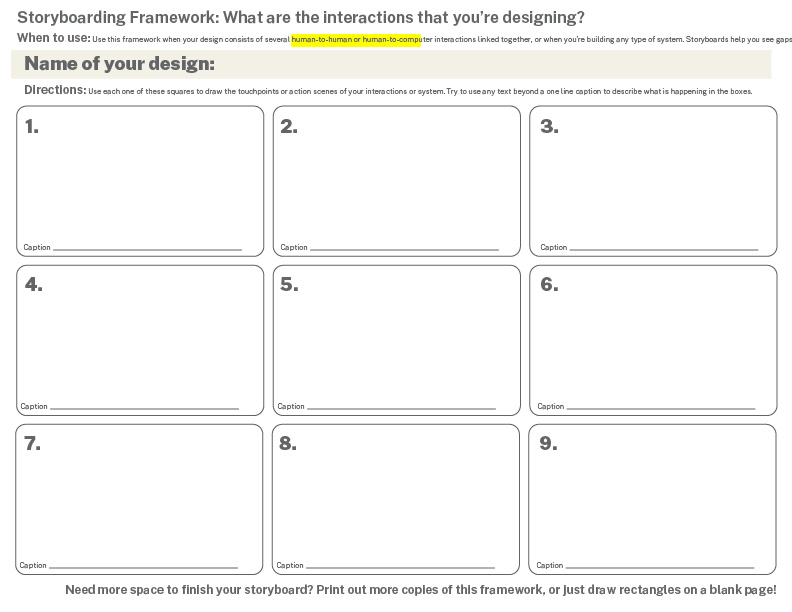 Storyboarding Framework: What are the interactions that you're designing?
When to use: Use this framework when your design consists of several human-to-human or human-to-computer interactions linked together, or when you're building any type of system. Storyboards help you see gaps
Name of your design:
Directions: Use each one of these squares to draw the touchpoints or action scenes of your interactions or system. Try to use any text beyond a one line caption to describe what is happening in the boxes.
1. 2. 3.
Caption Caption Caption
4. 5. 6.
Caption Caption Caption
7. 8. 9.
Caption Caption Caption
Need more space to finish your storyboard? Print out more copies of this framework, or just draw rectangles on a blank page!